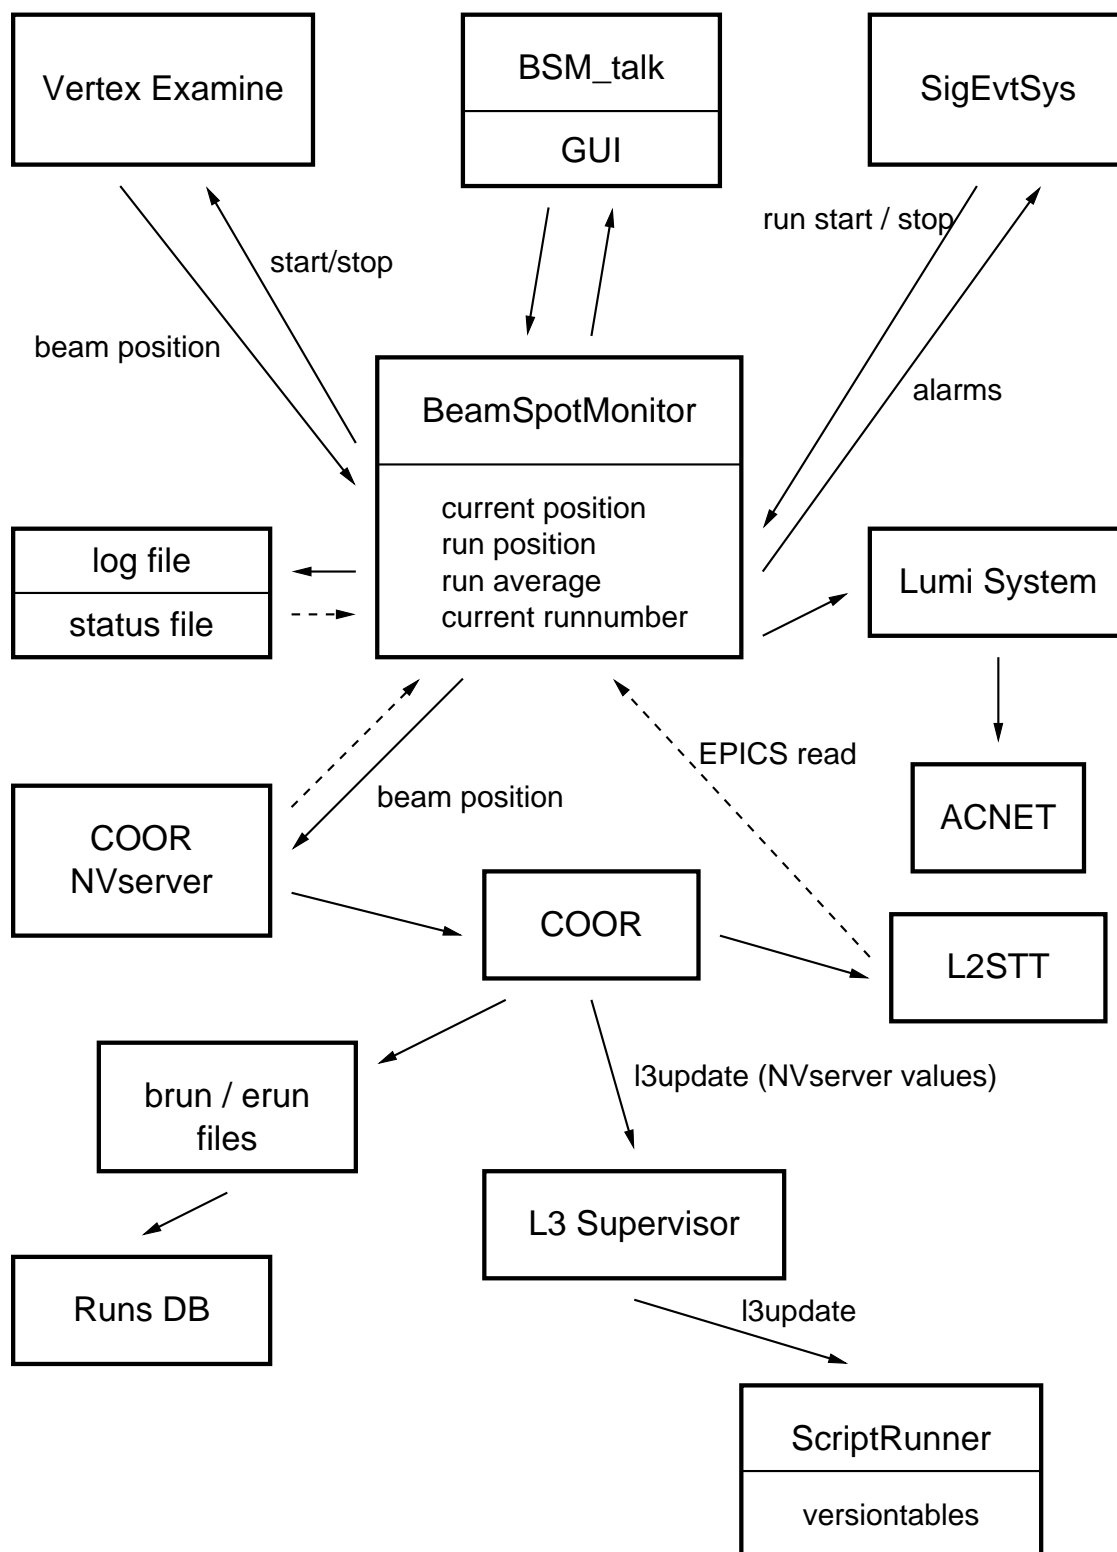 Vertex Examine
BSM_talk
GUI
SigEvtSys
run start / stop
start/stop
beam position
alarms
BeamSpotMonitor
current position
run position
run average
current runnumber
log file
status file
Lumi System
EPICS read
beam position
ACNET
COOR
NVserver
COOR
L2STT
l3update (NVserver values)
brun / erun
files
L3 Supervisor
Runs DB
l3update
ScriptRunner
versiontables